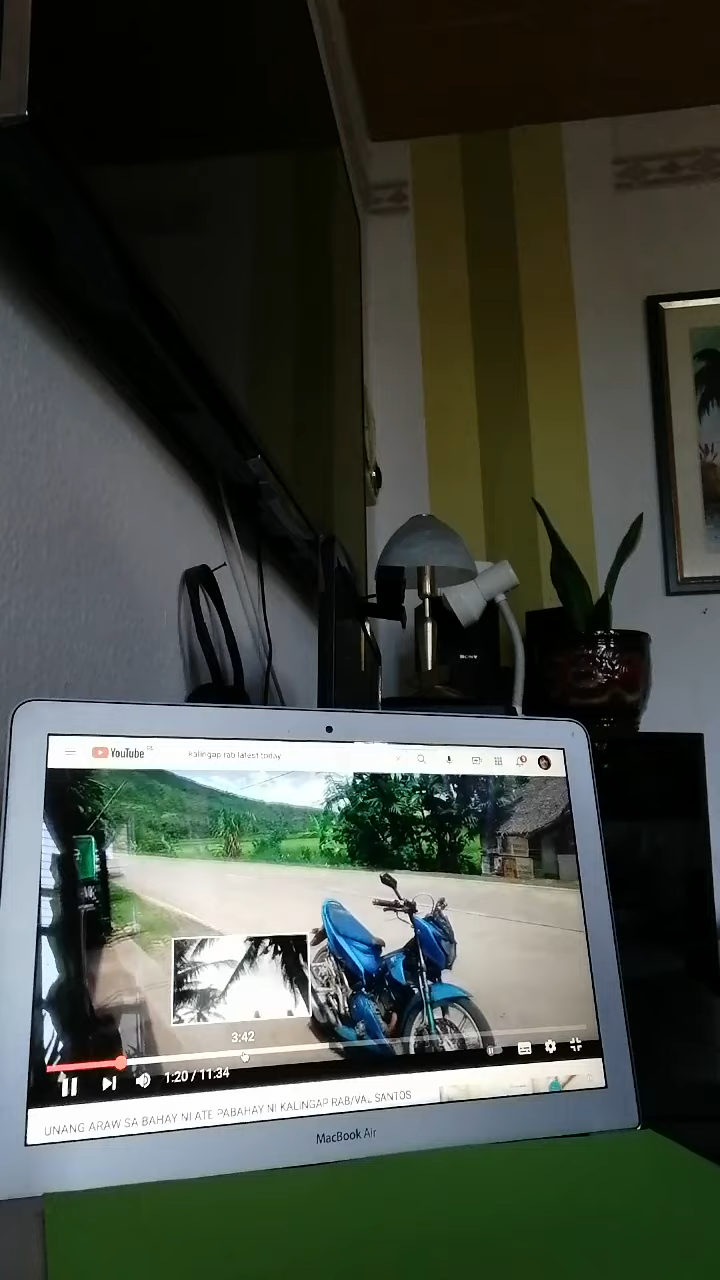 SONY
YouTube
kalingap rab latest today
3:42
1:20 / 11:34
UNANG ARAW SA BAHAY NI ATE PABAHAY NI KALINGAP RAB/VAL SANTOS
MacBook Air